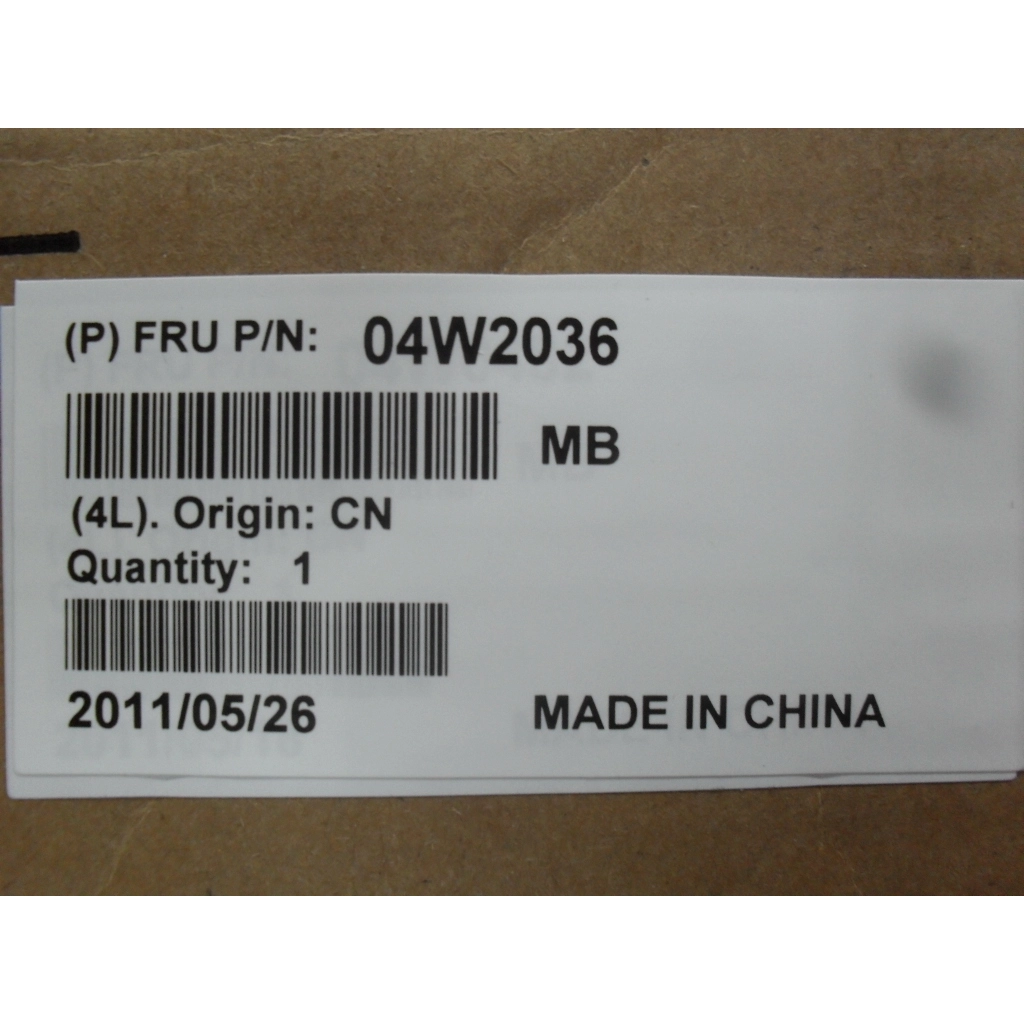 (P) FRU P/N: 04W2036
MB
(4L). Origin: CN
Quantity: 1
2011/05/26 MADE IN CHINA